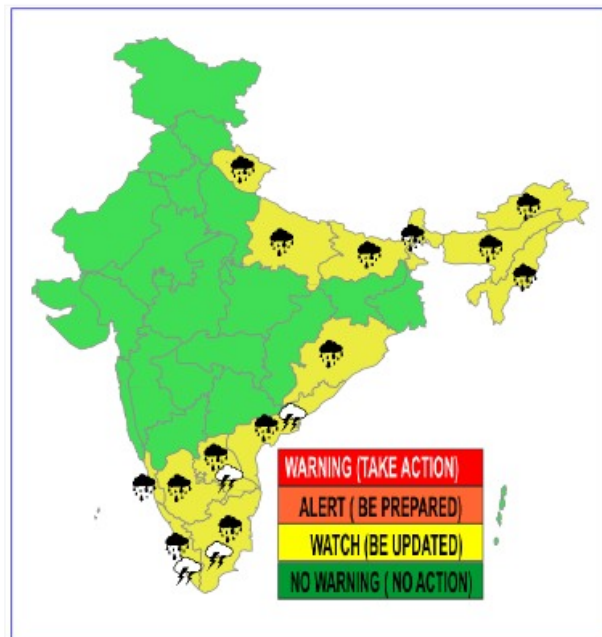 WARNING (TAKE ACTION)
ALERT ( BE PREPARED)
WATCH (BE UPDATED)
NO WARNING ( NO ACTION)